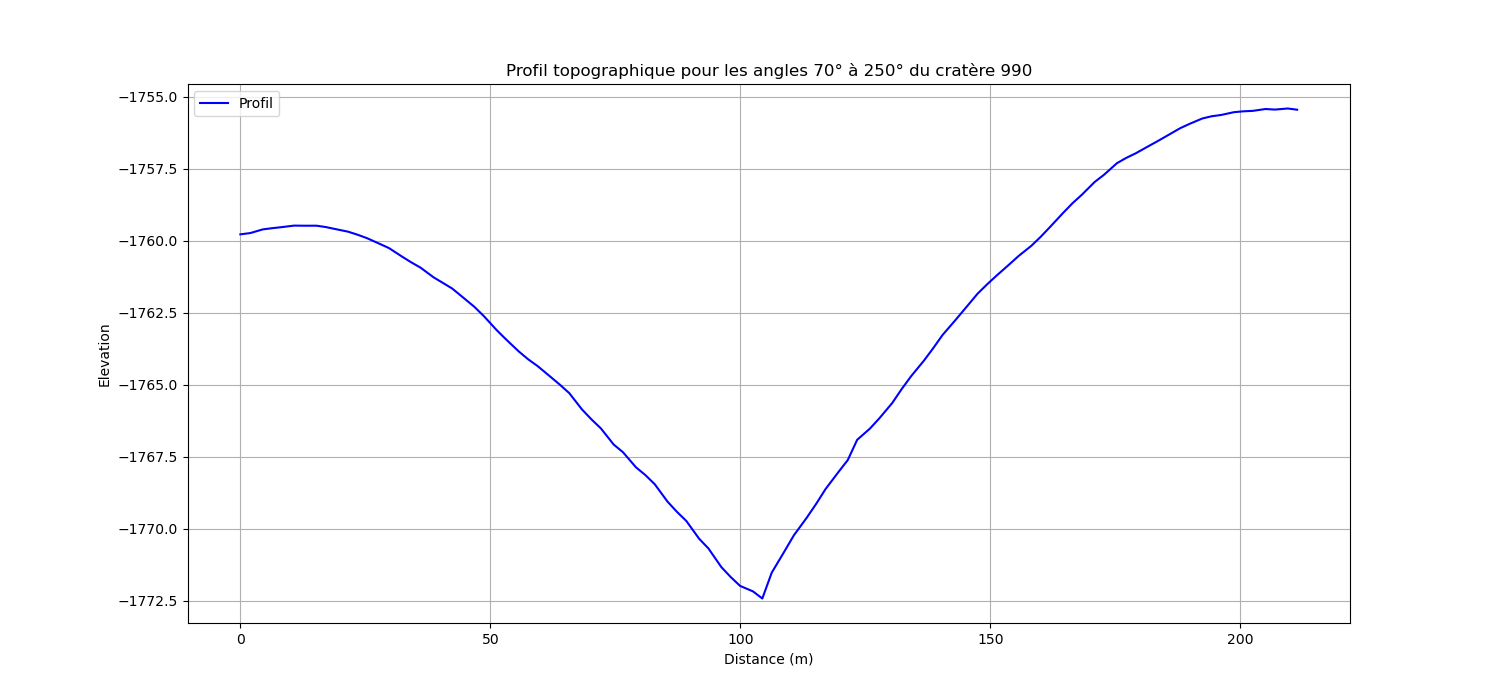 Profil topographique pour les angles 70° à 250° du cratère 990
Profil
Elevation
−1755.0
−1757.5
−1760.0
−1762.5
−1765.0
−1767.5
−1770.0
−1772.5
0 50 100 150 200
Distance (m)